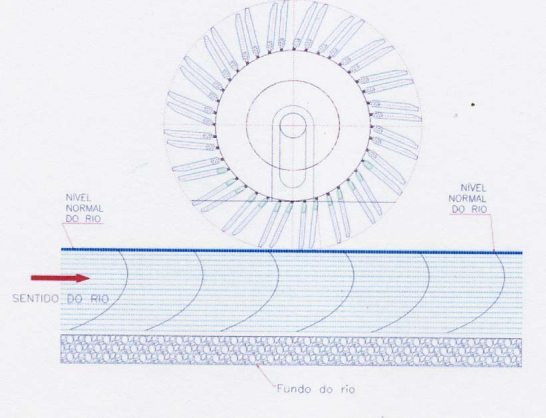 NÍVEL
NORMAL
DO RIO
NÍVEL
NORMAL
DO RIO
SENTIDO DO RIO
Fundo do rio